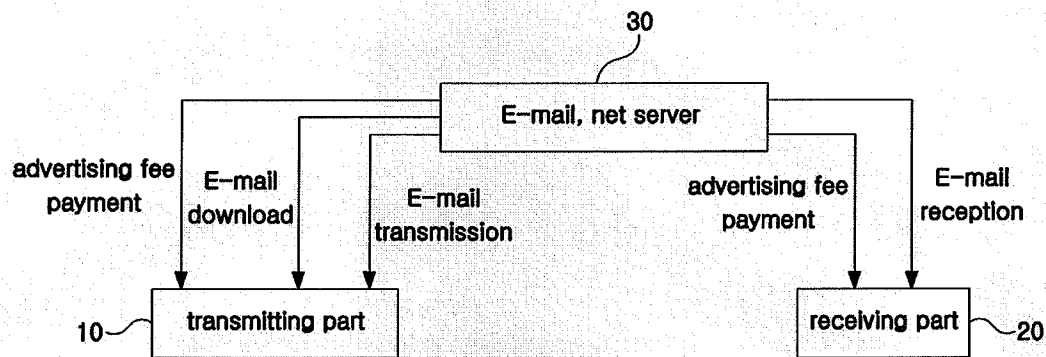 30
E-mail, net server
advertising fee
payment
E-mail
download
E-mail
transmission
advertising fee
payment
E-mail
reception
10
transmitting part
receiving part
20